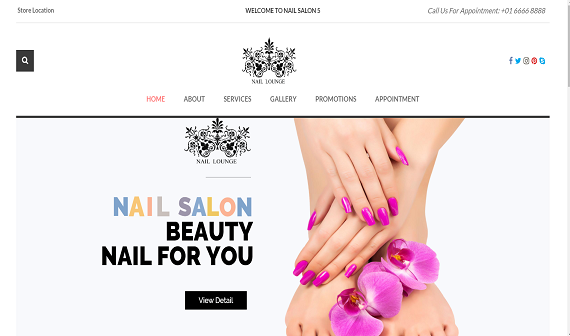 Store Location
WELCOME TO NAIL SALON 5
Call Us For Appointment: +01 6666 8888
NAIL LOUNGE
HOME ABOUT SERVICES GALLERY PROMOTIONS APPOINTMENT
NAIL LOUNGE
NAIL SALON
BEAUTY
NAIL FOR YOU
View Detail